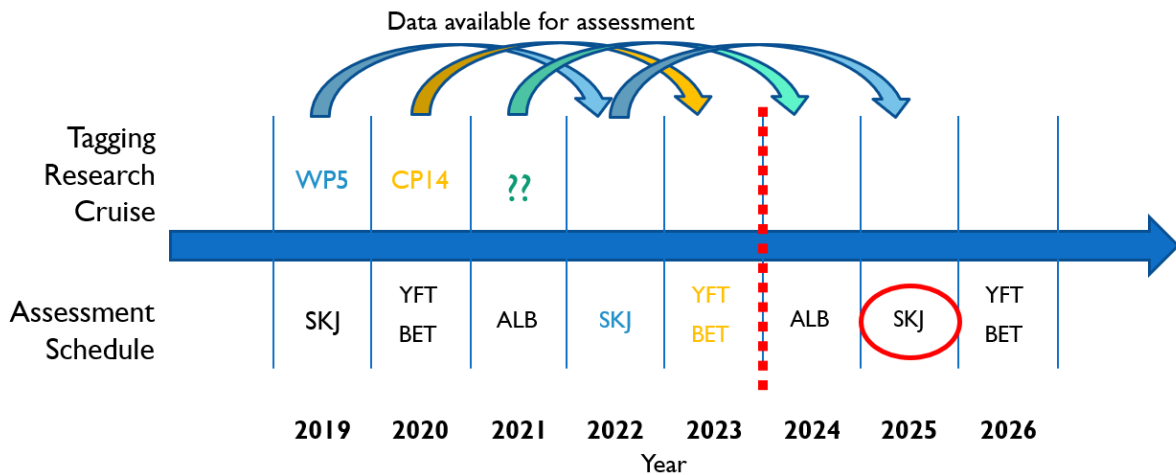 Data available for assessment
Tagging
Research
Cruise
WP5
CP14
??
Assessment
Schedule
SKJ
YFT
BET
ALB
SKJ
YFT
BET
ALB
SKJ
YFT
BET
2019
2020
2021
2022
2023
2024
2025
2026
Year